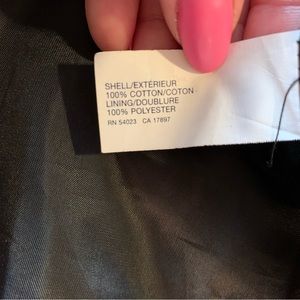 SHELL/EXTÉRIEUR
100% COTTON/COTON
LINING/DOUBLURE
100% POLYESTER
RN 54023 CA 17897